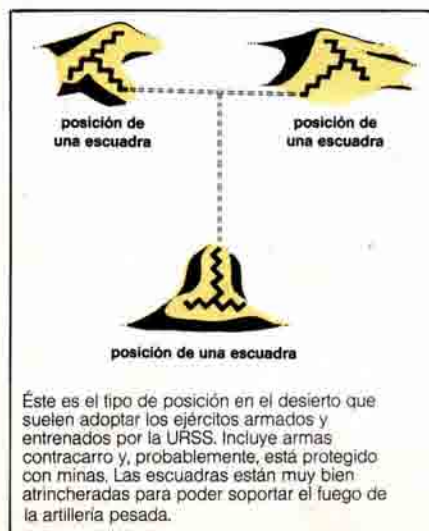 posición de
una escuadra
posición de
una escuadra
posición de una escuadra
Éste es el tipo de posición en el desierto que
suelen adoptar los ejércitos armados y
entrenados por la URSS. Incluye armas
contracarro y, probablemente, está protegido
con minas. Las escuadras están muy bien
atrincheradas para poder soportar el fuego de
la artillería pesada.